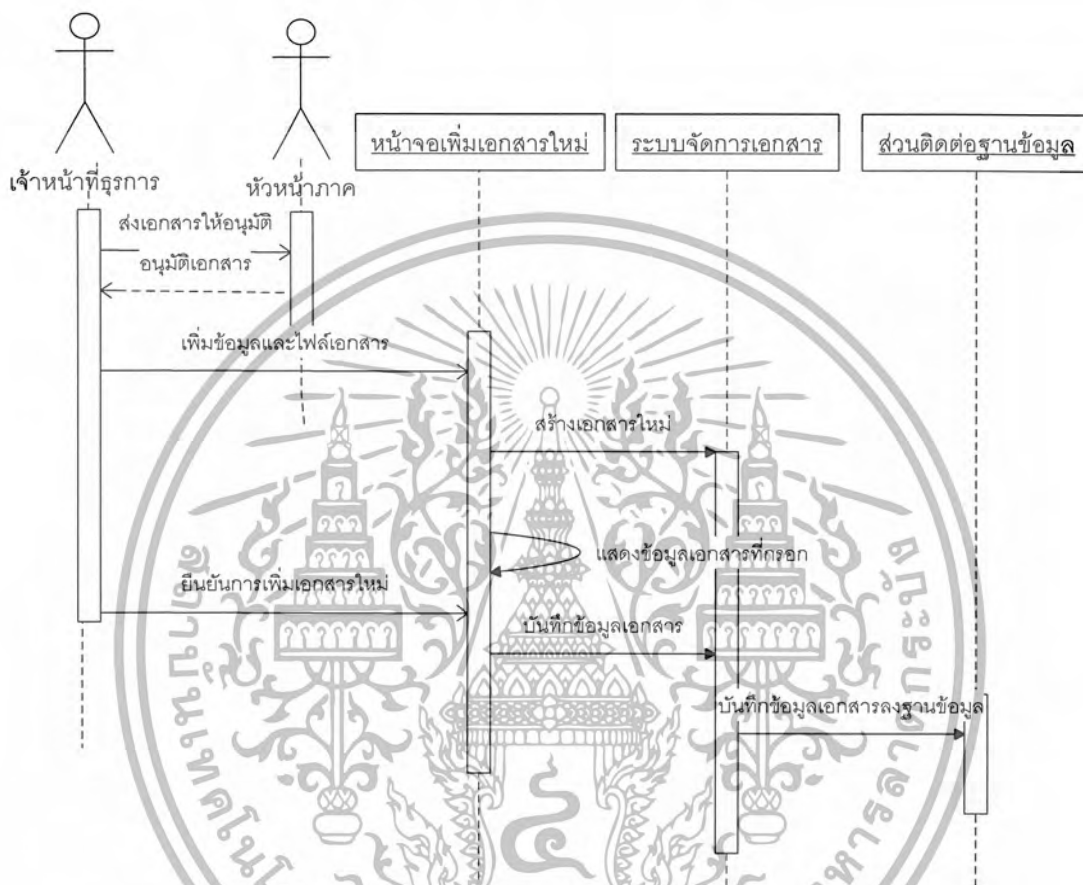 หน้าจอเพิ่มเอกสารใหม่
ระบบจัดการเอกสาร
ส่วนติดต่อฐานข้อมูล
เจ้าหน้าที่ธุรการ
หัวหน้าภาค
ส่งเอกสารให้อนุมัติ
อนุมัติเอกสาร
เพิ่มข้อมูลและไฟล์เอกสาร
สร้างเอกสารใหม่
แสดงข้อมูลเอกสารที่กรอก
ยืนยันการเพิ่มเอกสารใหม่
บันทึกข้อมูลเอกสาร
บันทึกข้อมูลเอกสารลงฐานข้อมูล